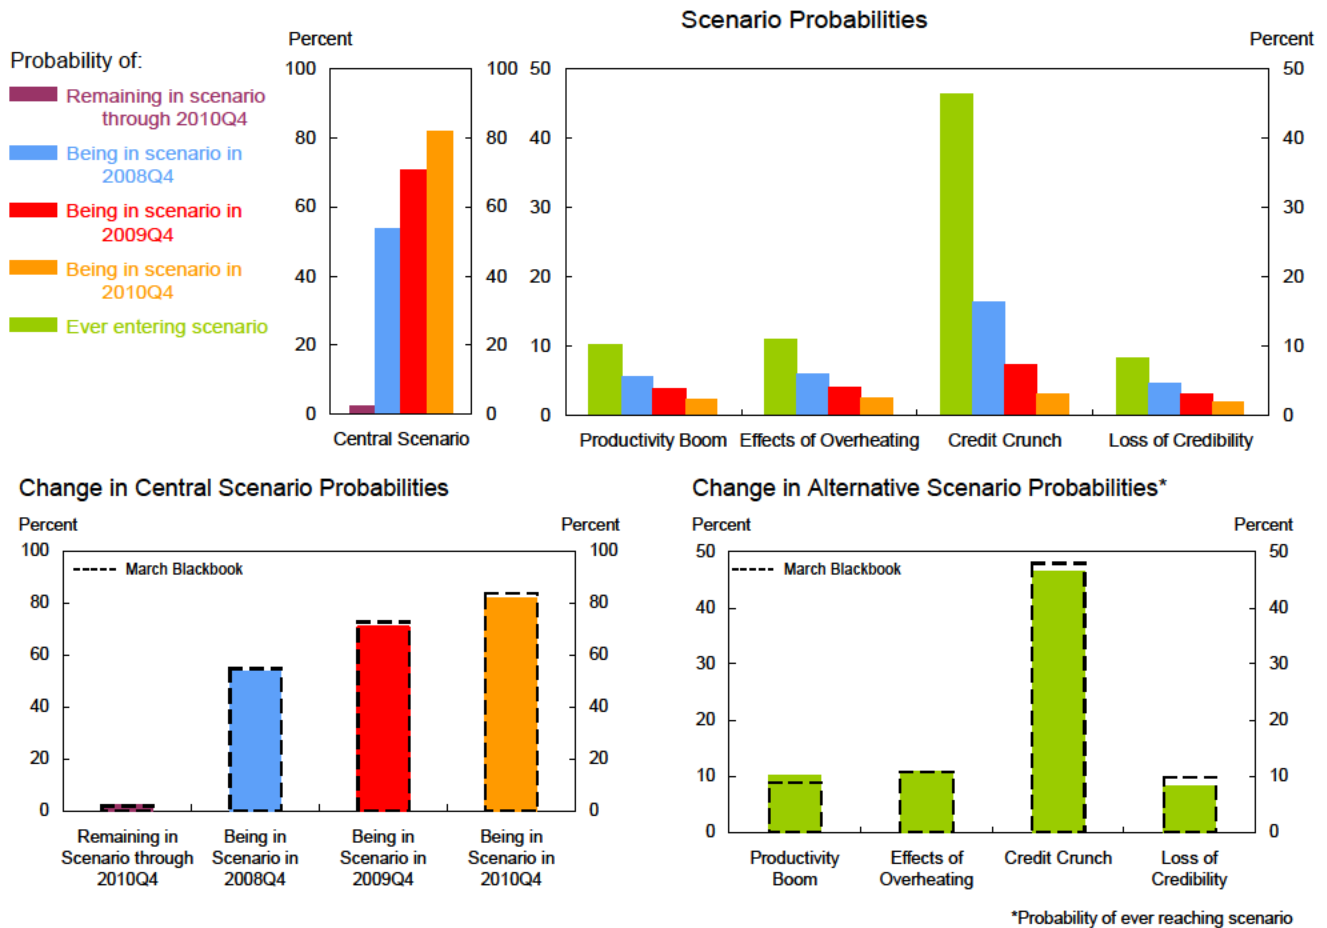 Scenario Probabilities
Probability of:
Remaining in scenario
through 2010Q4
Being in scenario in
2008Q4
Being in scenario in
2009Q4
Being in scenario in
2010Q4
Ever entering scenario
Percent
100
80
60
40
20
0
100
80
60
40
20
0
Central Scenario
Percent
50
40
30
20
10
0
50
40
30
20
10
0
Productivity Boom
Effects of Overheating
Credit Crunch
Loss of Credibility
Change in Central Scenario Probabilities
Percent
Percent
100
80
60
40
20
0
100
80
60
40
20
0
March Blackbook
Remaining in
Scenario through
2010Q4
Being in
Scenario in
2008Q4
Being in
Scenario in
2009Q4
Being in
Scenario in
2010Q4
Change in Alternative Scenario Probabilities*
Percent
Percent
50
40
30
20
10
0
50
40
30
20
10
0
March Blackbook
Productivity
Boom
Effects of
Overheating
Credit Crunch
Loss of
Credibility
*Probability of ever reaching scenario